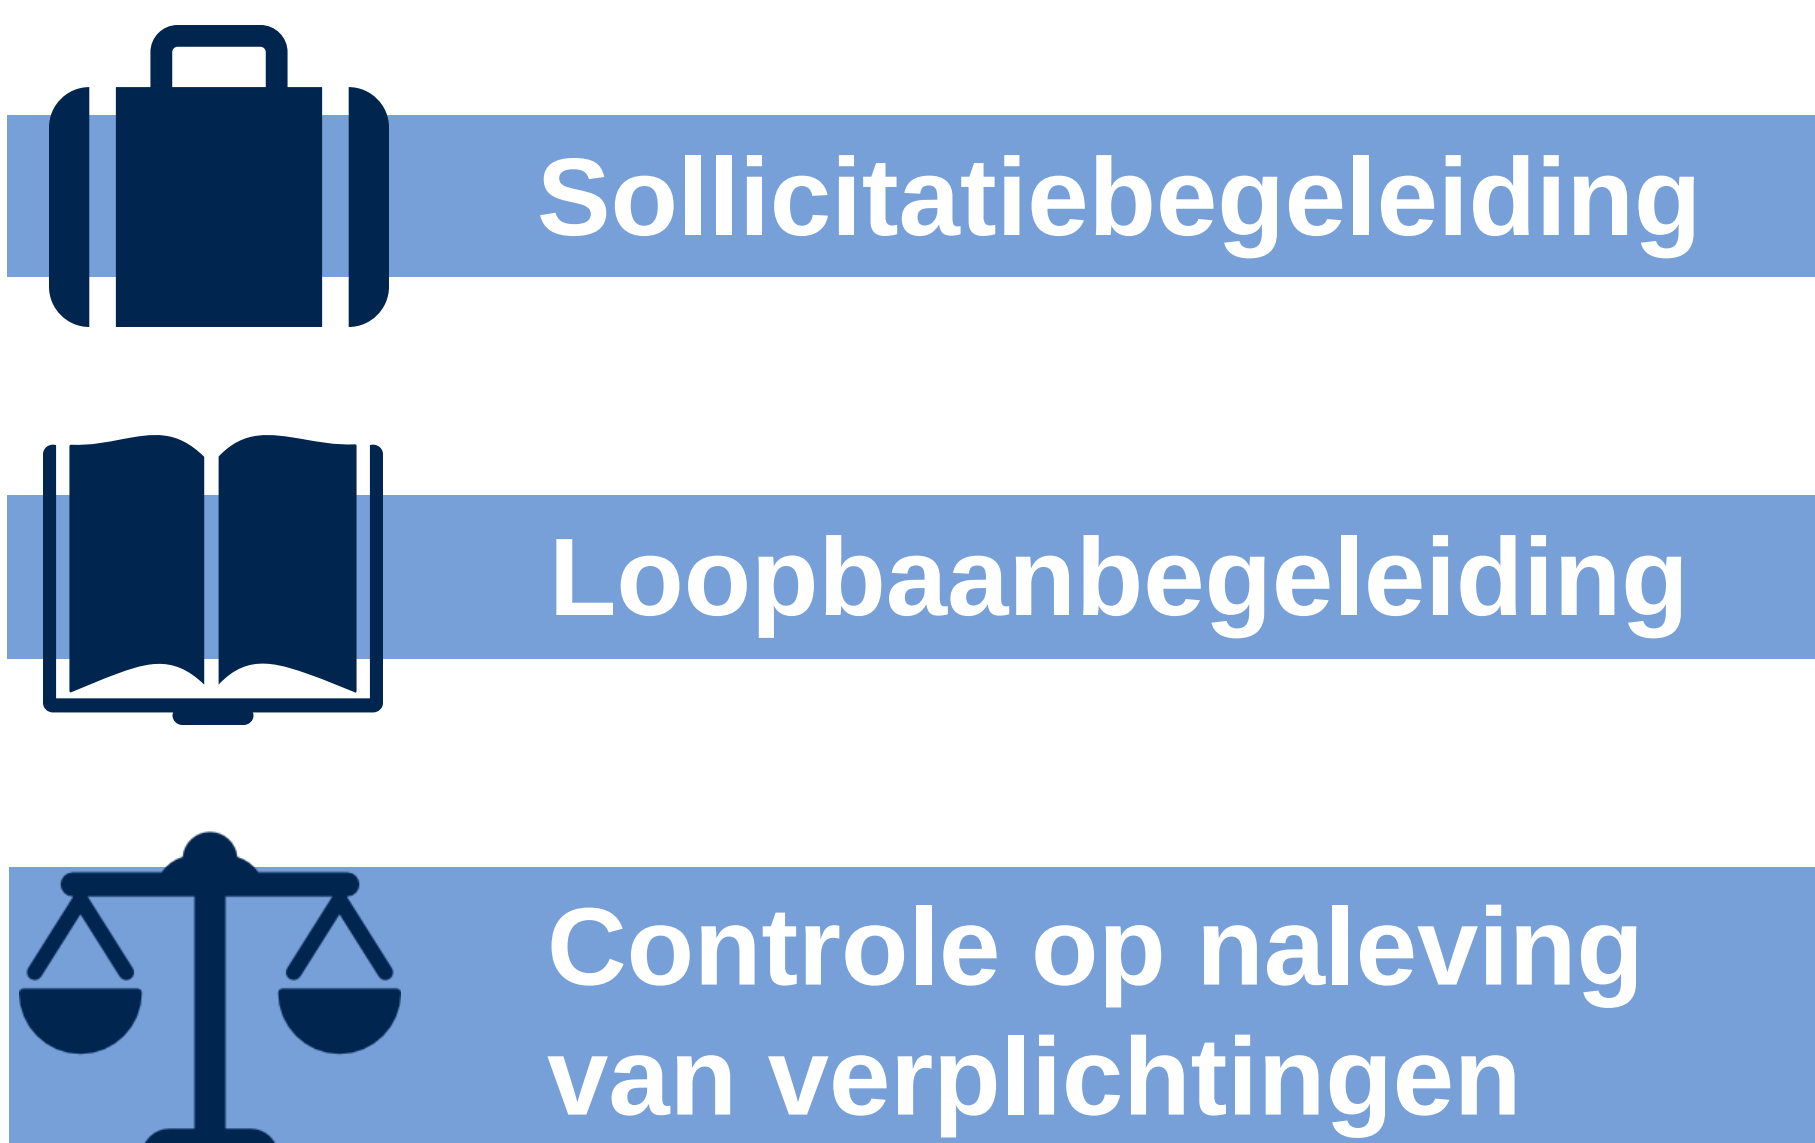 Sollicitatiebegeleiding
Loopbaanbegeleiding
Controle op naleving
van verplichtingen